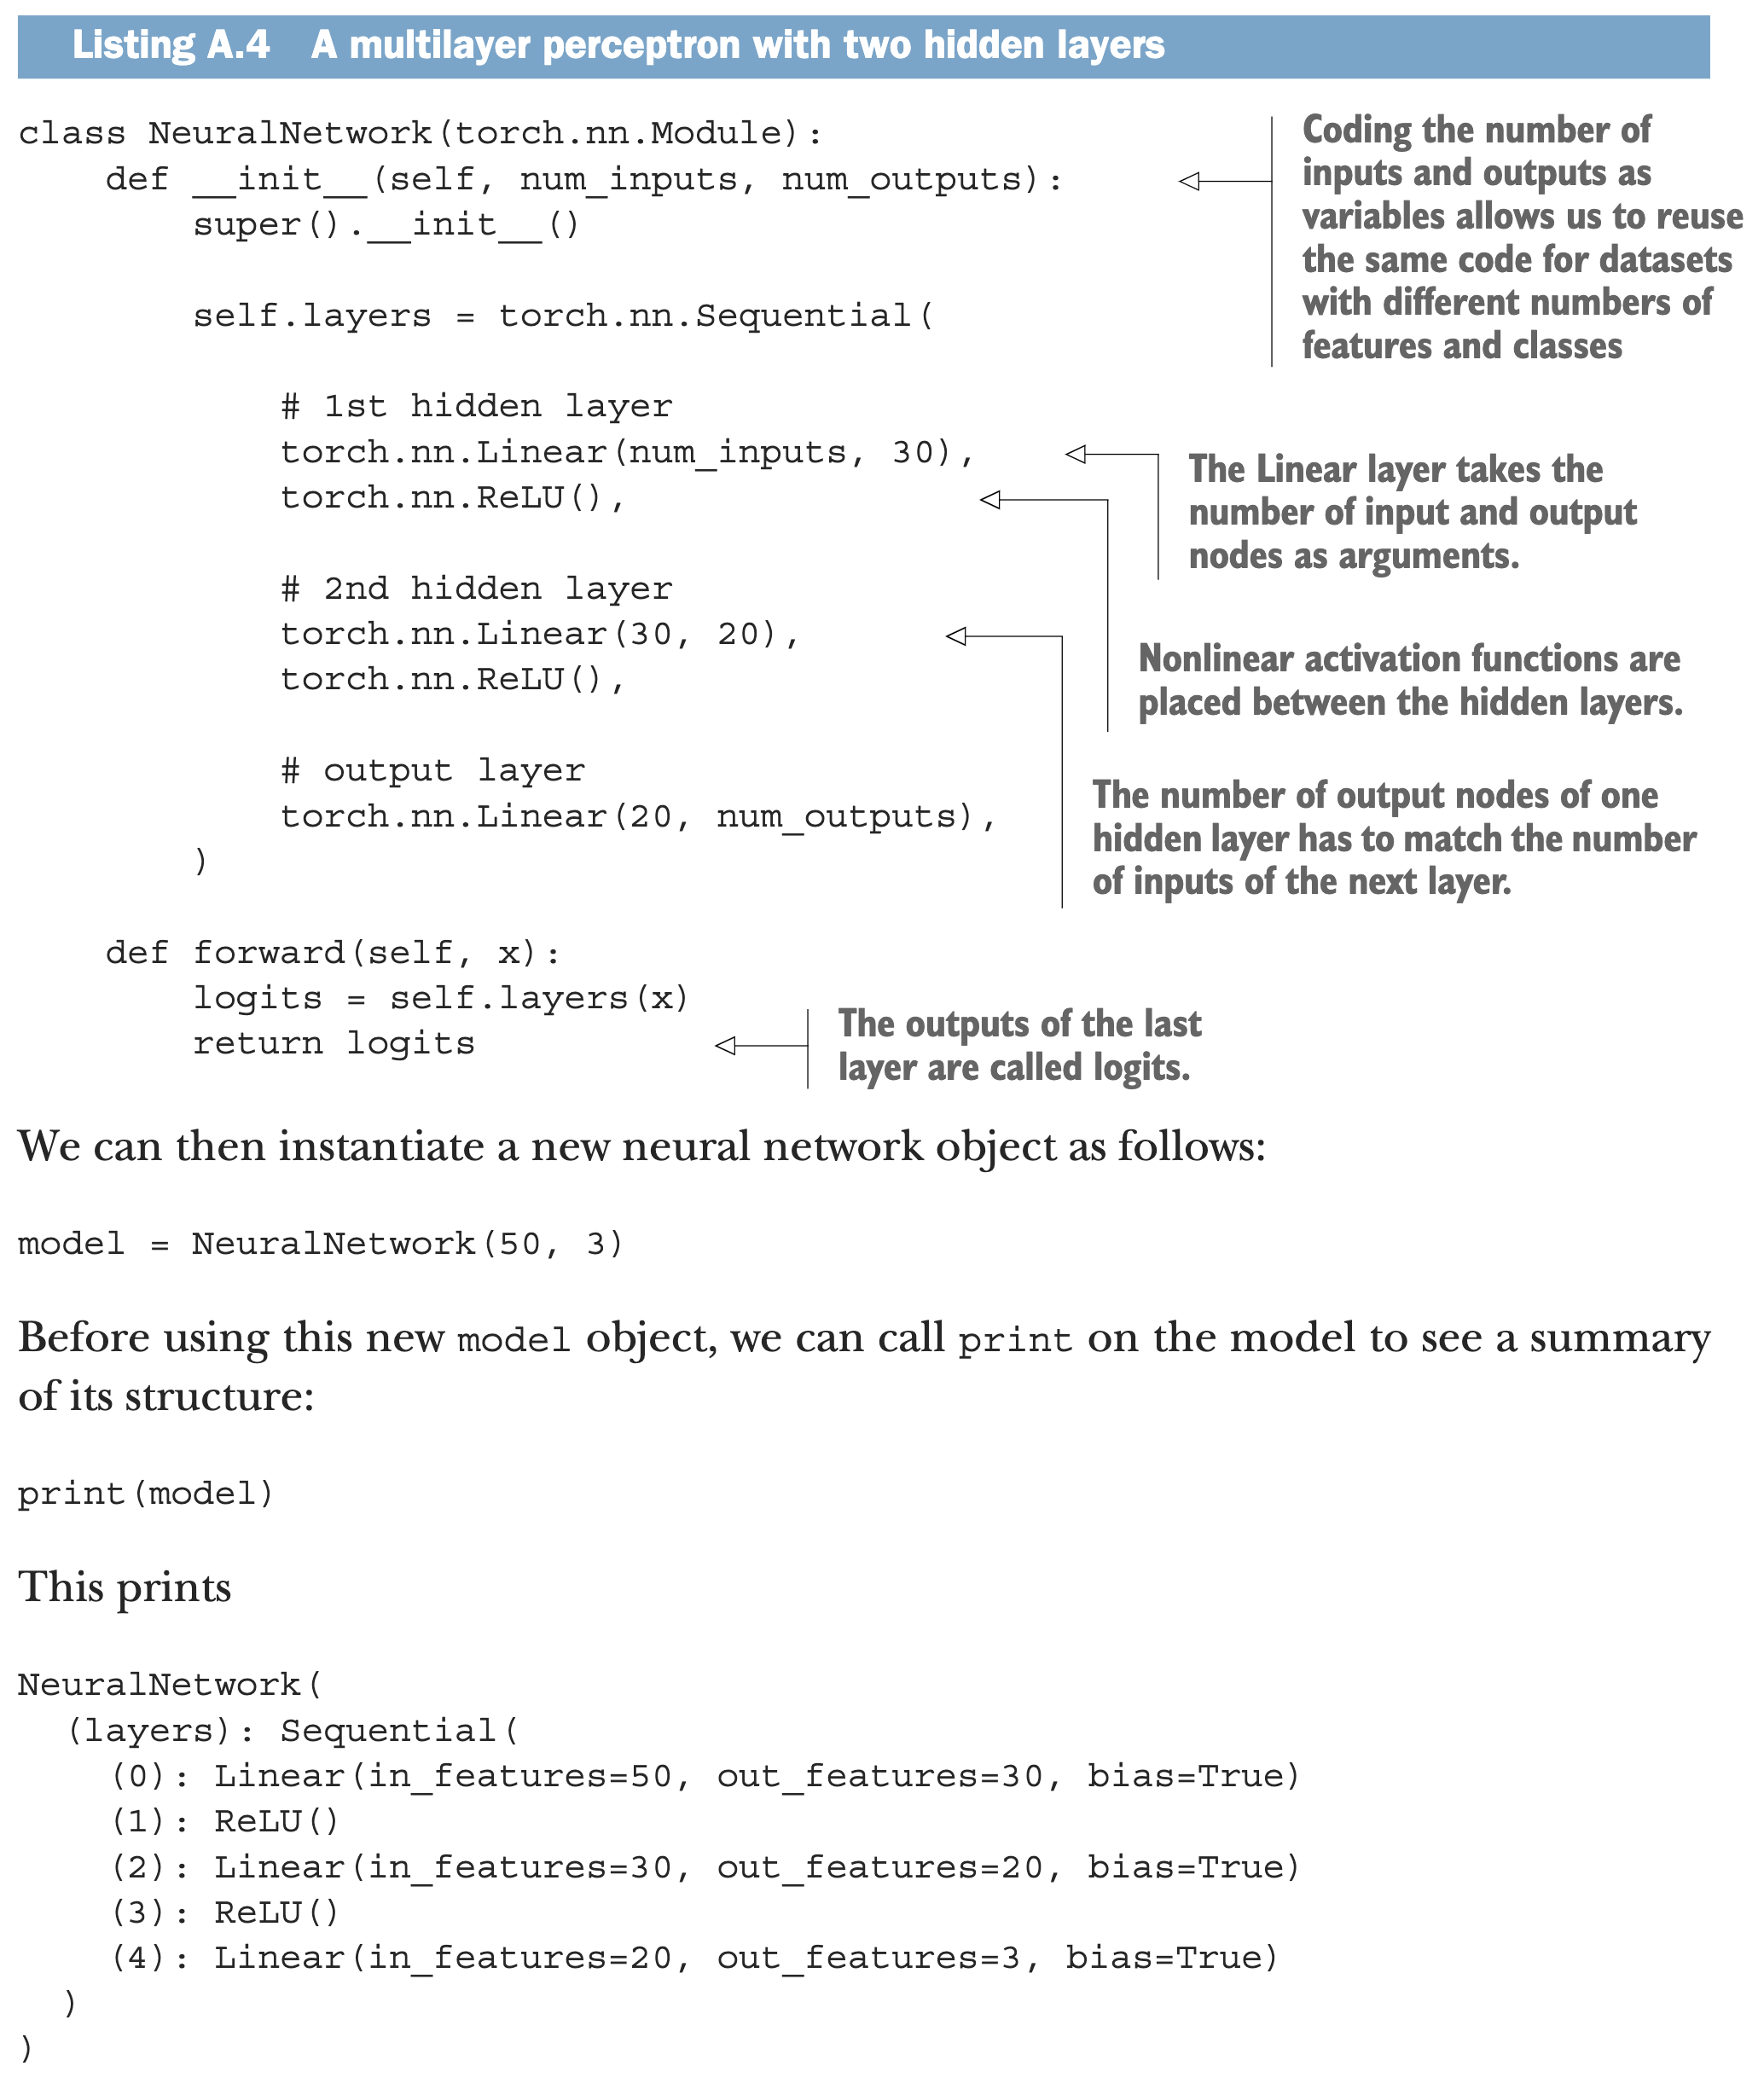 Listing A.4 A multilayer perceptron with two hidden layers
class NeuralNetwork(torch.nn.Module):
    def __init__(self, num_inputs, num_outputs):
        super().__init__()
Coding the number of
inputs and outputs as
variables allows us to reuse
the same code for datasets
with different numbers of
features and classes
        self.layers = torch.nn.Sequential(
            # 1st hidden layer
            torch.nn.Linear(num_inputs, 30),
            torch.nn.ReLU(),
The Linear layer takes the
number of input and output
nodes as arguments.
            # 2nd hidden layer
            torch.nn.Linear(30, 20),
            torch.nn.ReLU(),
Nonlinear activation functions are
placed between the hidden layers.
            # output layer
            torch.nn.Linear(20, num_outputs),
        )
The number of output nodes of one
hidden layer has to match the number
of inputs of the next layer.
    def forward(self, x):
        logits = self.layers(x)
        return logits
The outputs of the last
layer are called logits.
We can then instantiate a new neural network object as follows:
model = NeuralNetwork(50, 3)
Before using this new model object, we can call print on the model to see a summary
of its structure:
print(model)
This prints
NeuralNetwork(
  (layers): Sequential(
    (0): Linear(in_features=50, out_features=30, bias=True)
    (1): ReLU()
    (2): Linear(in_features=30, out_features=20, bias=True)
    (3): ReLU()
    (4): Linear(in_features=20, out_features=3, bias=True)
  )
)